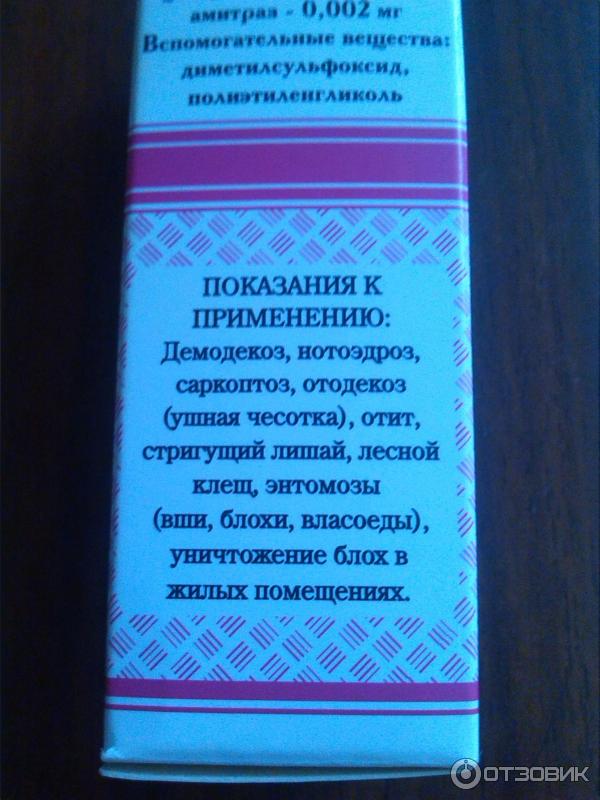 амитраз - 0,002 мг
Вспомогательные вещества:
диметилсульфоксид,
полиэтиленгликоль
ПОКАЗАНИЯ К
ПРИМЕНЕНИЮ:
Демодекоз, нотоэдроз,
саркоптоз, отодекоз
(ушная чесотка), отит,
стригущий лишай, лесной
клещ, энтомозы
(вши, блохи, власоеды),
уничтожение блох в
жилых помещениях.
ОТЗОВИК